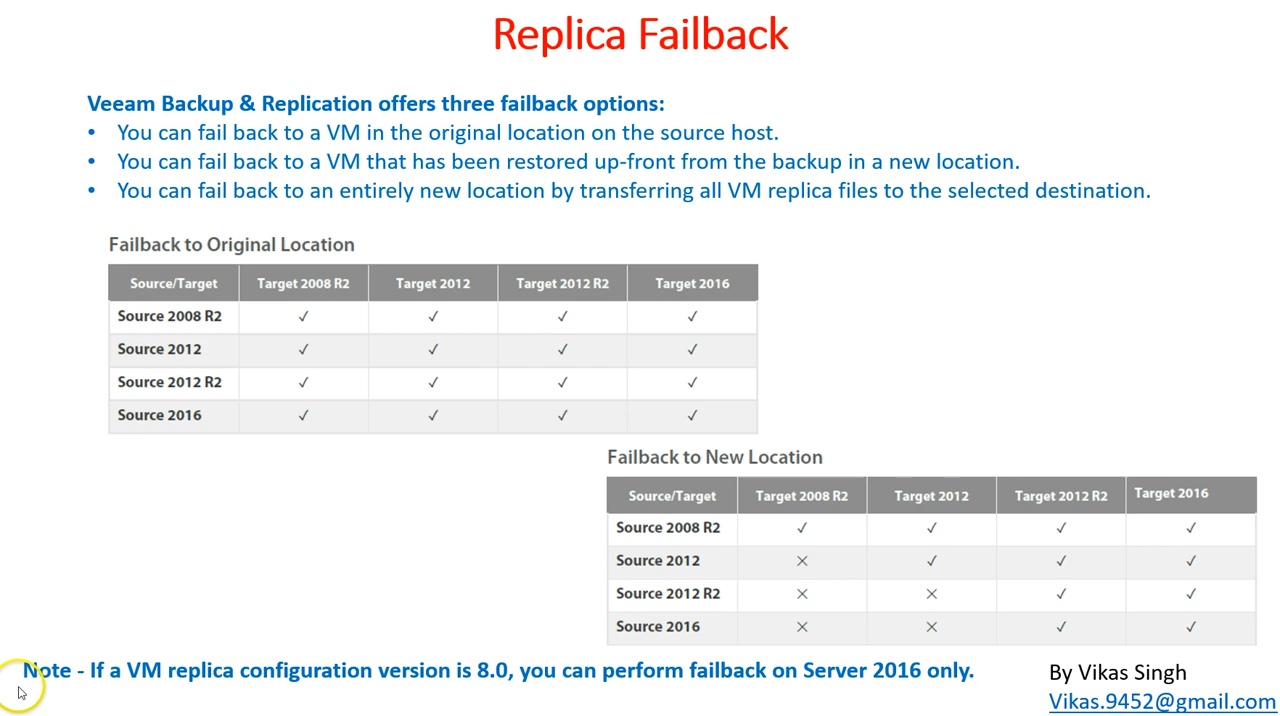 Replica Failback
Veeam Backup & Replication offers three failback options:
• You can fail back to a VM in the original location on the source host.
• You can fail back to a VM that has been restored up-front from the backup in a new location.
• You can fail back to an entirely new location by transferring all VM replica files to the selected destination.
Failback to Original Location
Source/Target Target 2008 R2 Target 2012 Target 2012 R2 Target 2016
Source 2008 R2 ✓ ✓ ✓ ✓
Source 2012 ✓ ✓ ✓ ✓
Source 2012 R2 ✓ ✓ ✓ ✓
Source 2016 ✓ ✓ ✓ ✓
Failback to New Location
Source/Target Target 2008 R2 Target 2012 Target 2012 R2 Target 2016
Source 2008 R2 ✓ ✓ ✓ ✓
Source 2012 × ✓ ✓ ✓
Source 2012 R2 × × ✓ ✓
Source 2016 × × ✓ ✓
Note - If a VM replica configuration version is 8.0, you can perform failback on Server 2016 only.
By Vikas Singh
Vikas.9452@gmail.com